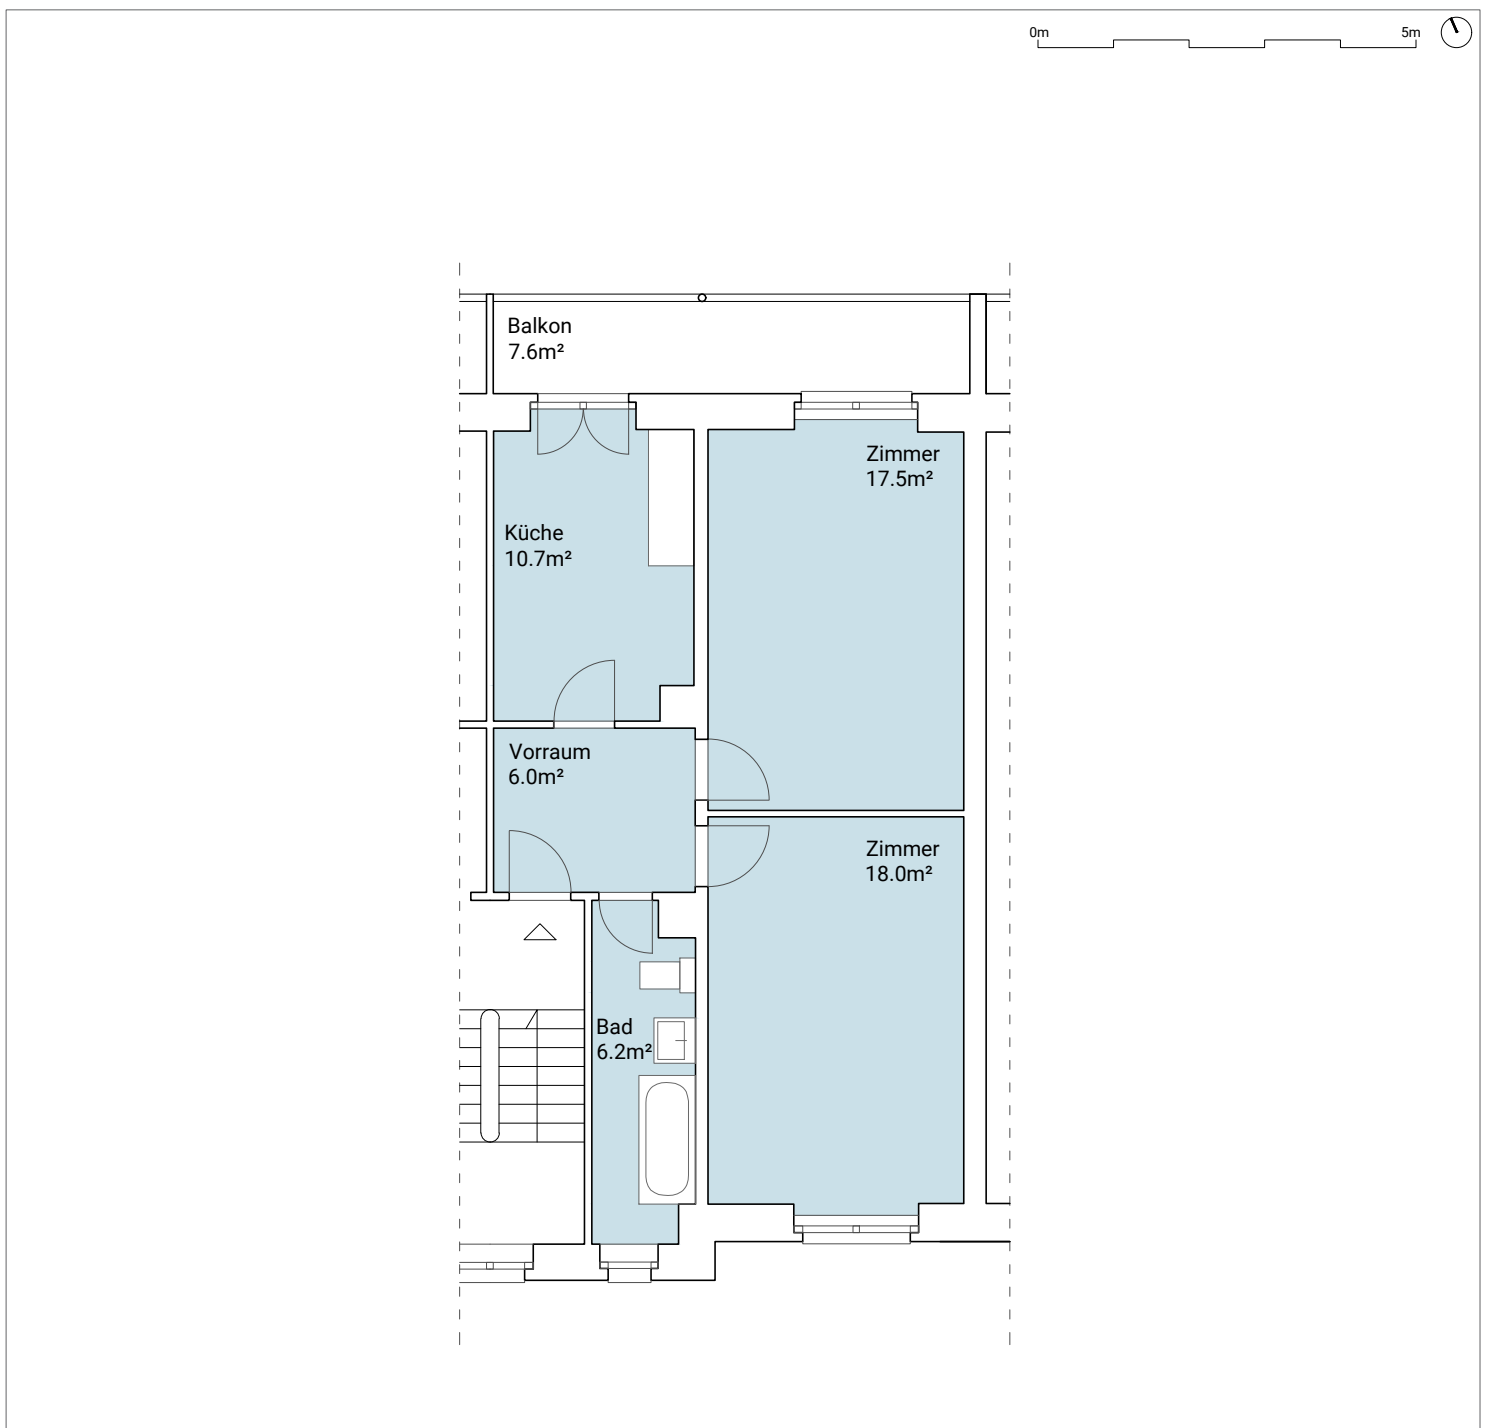 0m
5m
Balkon
7.6m²
Zimmer
17.5m²
Küche
10.7m²
Vorraum
6.0m²
Zimmer
18.0m²
Bad
6.2m²